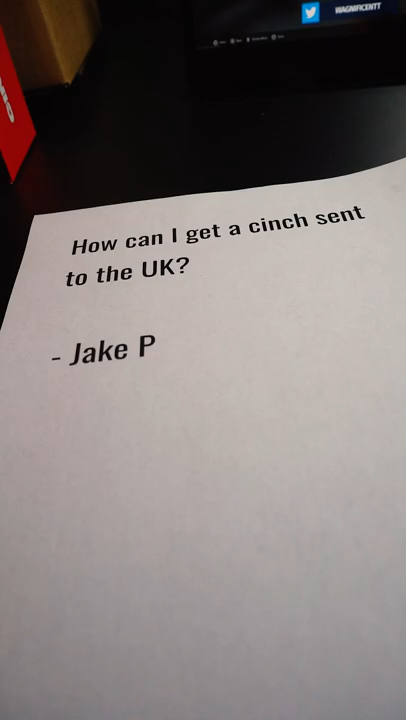 WAGNIFICENTT
How can I get a cinch sent
to the UK?
- Jake P